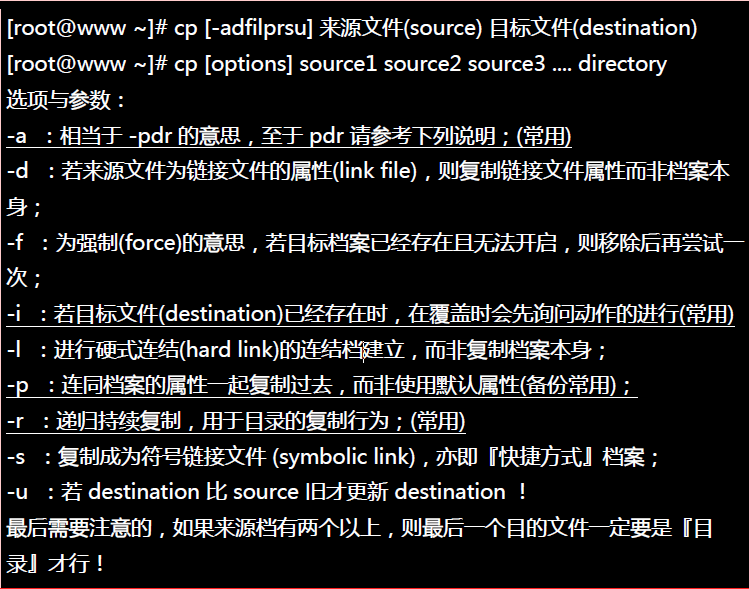 [root@www ~]# cp [-adfilprsu] 来源文件(source) 目标文件(destination)
[root@www ~]# cp [options] source1 source2 source3 .... directory
选项与参数：
-a ：相当于 -pdr 的意思，至于 pdr 请参考下列说明；(常用)
-d ：若来源文件为链接文件的属性(link file)，则复制链接文件属性而非档案本
身；
-f ：为强制(force)的意思，若目标档案已经存在且无法开启，则移除后再尝试一
次；
-i ：若目标文件(destination)已经存在时，在覆盖时会先询问动作的进行(常用)
-l ：进行硬式连结(hard link)的连结档建立，而非复制档案本身；
-p ：连同档案的属性一起复制过去，而非使用默认属性(备份常用)；
-r ：递归持续复制，用于目录的复制行为；(常用)
-s ：复制成为符号链接文件 (symbolic link)，亦即『快捷方式』档案；
-u ：若 destination 比 source 旧才更新 destination ！
最后需要注意的，如果来源档有两个以上，则最后一个目的文件一定要是『目
录』才行！